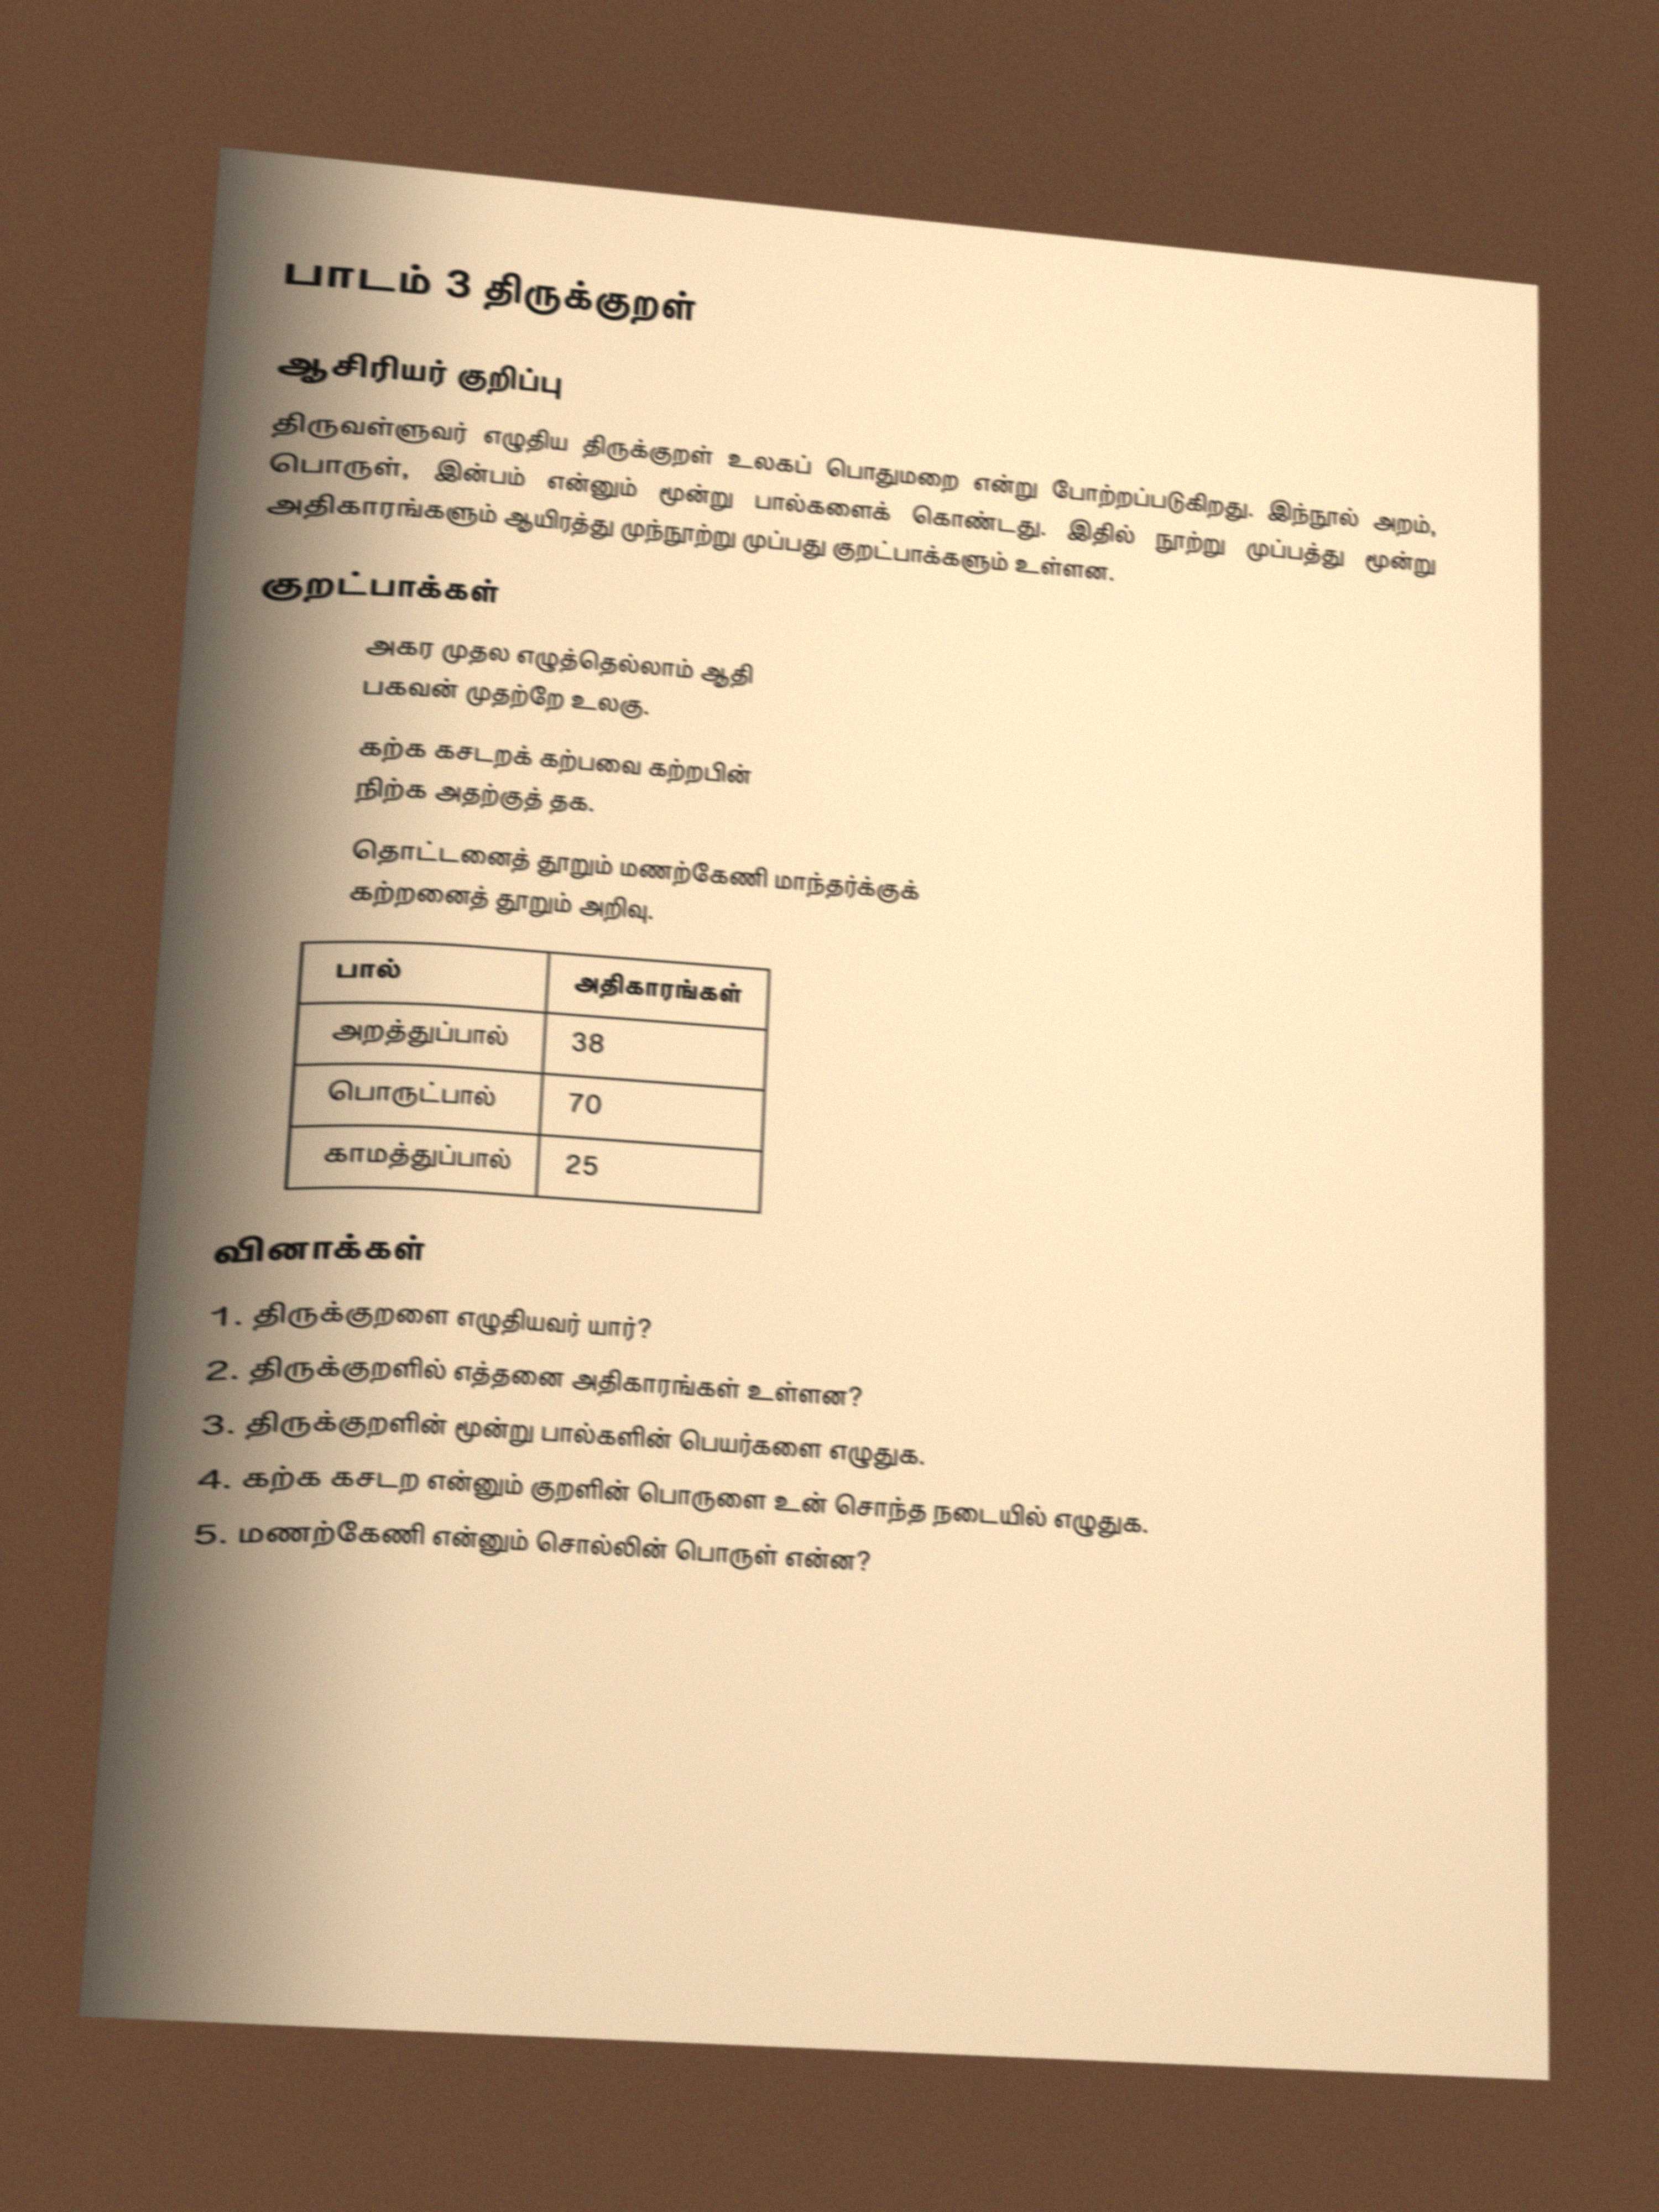 பாடம் 3 திருக்குறள்
ஆசிரியர் குறிப்பு
திருவள்ளுவர் எழுதிய திருக்குறள் உலகப் பொதுமறை என்று போற்றப்படுகிறது. இந்நூல் அறம்,
பொருள், இன்பம் என்னும் மூன்று பால்களைக் கொண்டது. இதில் நூற்று முப்பத்து மூன்று
அதிகாரங்களும் ஆயிரத்து முந்நூற்று முப்பது குறட்பாக்களும் உள்ளன.
குறட்பாக்கள்
அகர முதல எழுத்தெல்லாம் ஆதி
பகவன் முதற்றே உலகு.
கற்க கசடறக் கற்பவை கற்றபின்
நிற்க அதற்குத் தக.
தொட்டனைத் தூறும் மணற்கேணி மாந்தர்க்குக்
கற்றனைத் தூறும் அறிவு.
பால் அதிகாரங்கள்
அறத்துப்பால் 38
பொருட்பால் 70
காமத்துப்பால் 25
வினாக்கள்
1. திருக்குறளை எழுதியவர் யார்?
2. திருக்குறளில் எத்தனை அதிகாரங்கள் உள்ளன?
3. திருக்குறளின் மூன்று பால்களின் பெயர்களை எழுதுக.
4. கற்க கசடற என்னும் குறளின் பொருளை உன் சொந்த நடையில் எழுதுக.
5. மணற்கேணி என்னும் சொல்லின் பொருள் என்ன?